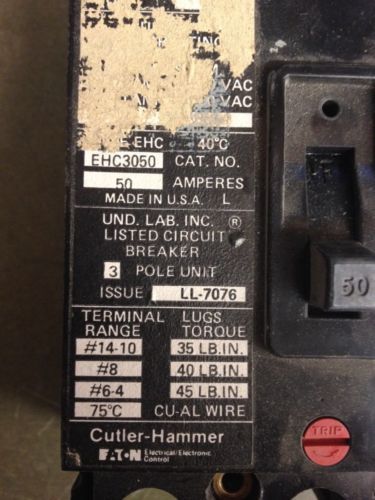 VAC
VAC
E EHC 40°C
EHC3050 CAT. NO.
50 AMPERES
MADE IN U.S.A. L
UND. LAB. INC. ®
LISTED CIRCUIT
BREAKER
3 POLE UNIT
ISSUE LL-7076
TERMINAL LUGS
RANGE TORQUE
#14-10 35 LB.IN.
#8 40 LB.IN.
#6-4 45 LB.IN.
75°C CU-AL WIRE
Cutler-Hammer
EATON Electrical/Electronic
Control
50
TRIP